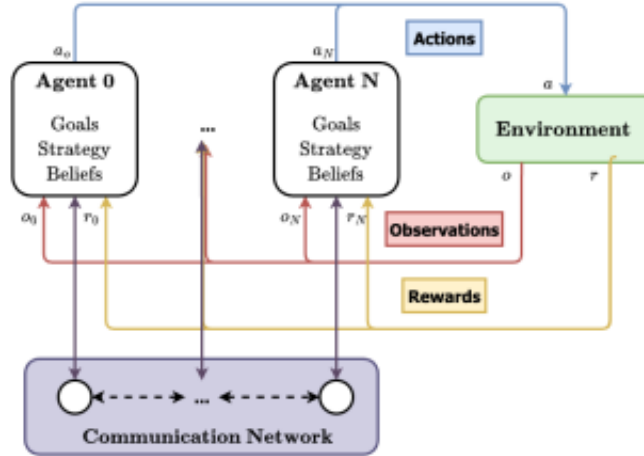 a_o
a_N
Actions
Agent 0
Goals
Strategy
Beliefs
...
Agent N
Goals
Strategy
Beliefs
a
Environment
o
r
o_0
r_0
o_N
r_N
Observations
Rewards
...
Communication Network